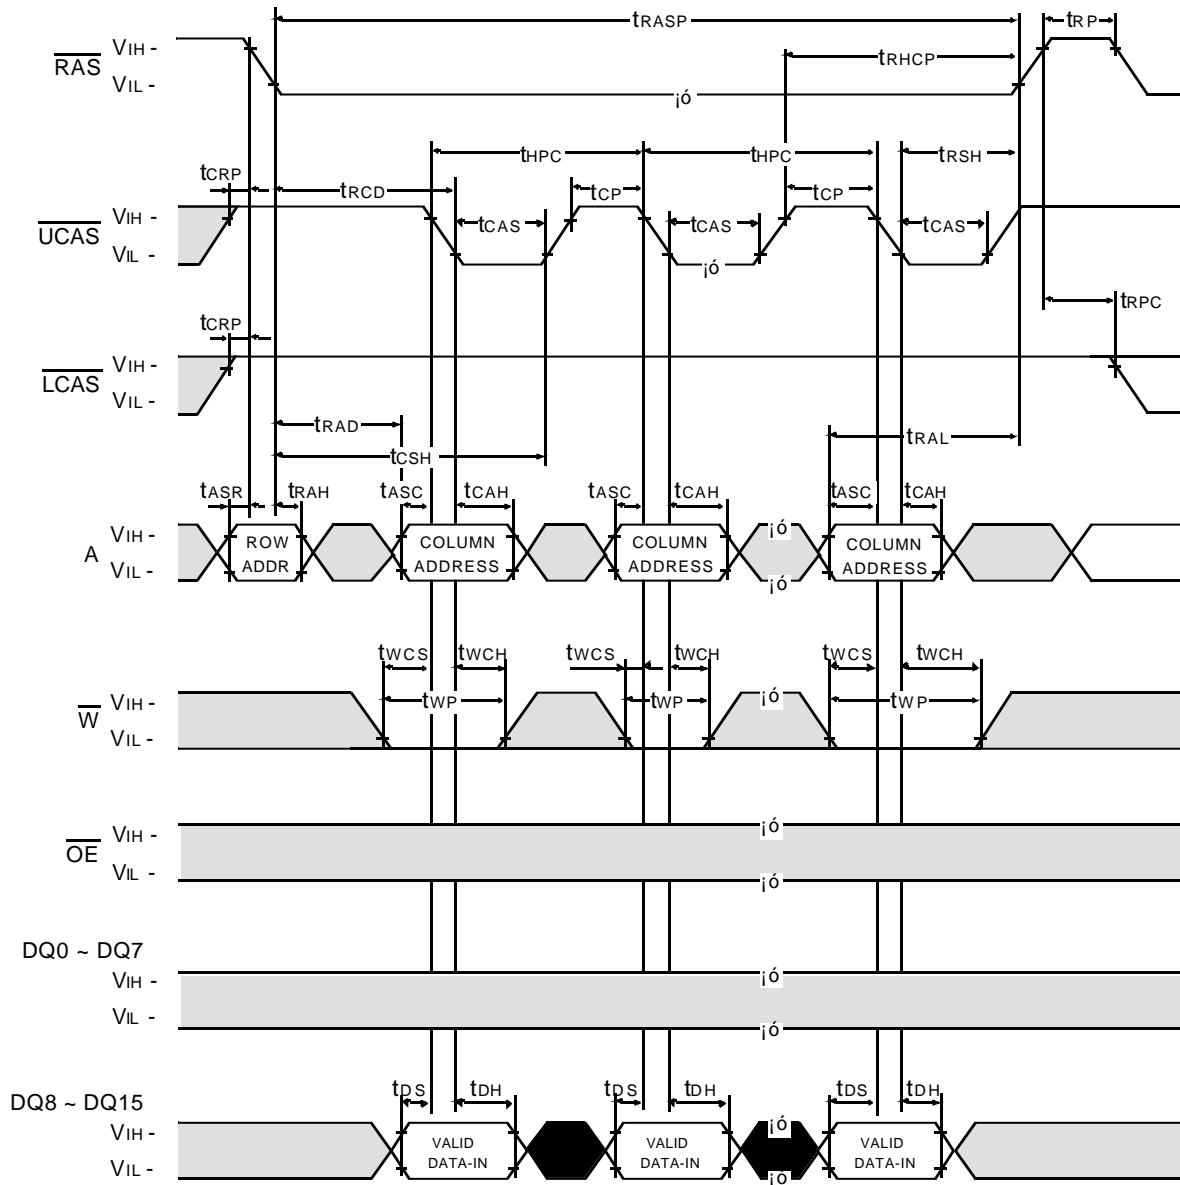 tRASP
tRP
RAS
VIH -
VIL -
tRHCP
¡ó
tHPC
tHPC
tRSH
tCRP
tRCD
tCP
tCP
UCAS
VIH -
VIL -
tCAS
tCAS
tCAS
¡ó
tRPC
tCRP
LCAS
VIH -
VIL -
tRAD
tCSH
tRAL
tASR
tRAH
tASC
tCAH
tASC
tCAH
tASC
tCAH
A
VIH -
VIL -
ROW
ADDR
COLUMN
ADDRESS
COLUMN
ADDRESS
¡ó
¡ó
COLUMN
ADDRESS
tWCS
tWCH
tWCS
tWCH
tWCS
tWCH
W
VIH -
VIL -
tWP
tWP
¡ó
tWP
OE
VIH -
VIL -
¡ó
¡ó
DQ0 ~ DQ7
VIH -
VIL -
¡ó
¡ó
tDS
tDH
tDS
tDH
tDS
tDH
DQ8 ~ DQ15
VIH -
VIL -
VALID
DATA-IN
VALID
DATA-IN
¡ó
¡ó
VALID
DATA-IN